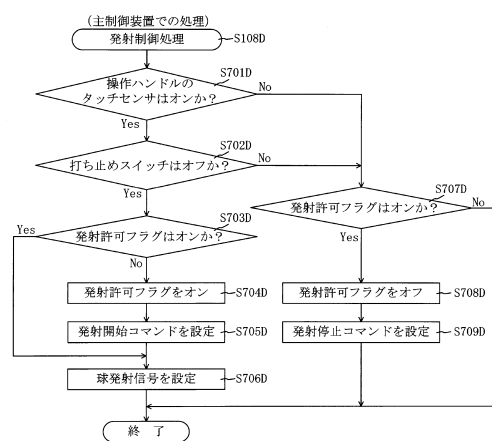 (主制御装置での処理)
発射制御処理
S108D
操作ハンドルの
タッチセンサはオンか?
S701D
No
Yes
打ち止めスイッチはオフか?
S702D
No
Yes
発射許可フラグはオンか?
S703D
Yes
No
発射許可フラグはオンか?
S707D
No
Yes
発射許可フラグをオン
S704D
発射許可フラグをオフ
S708D
発射開始コマンドを設定
S705D
発射停止コマンドを設定
S709D
球発射信号を設定
S706D
終 了